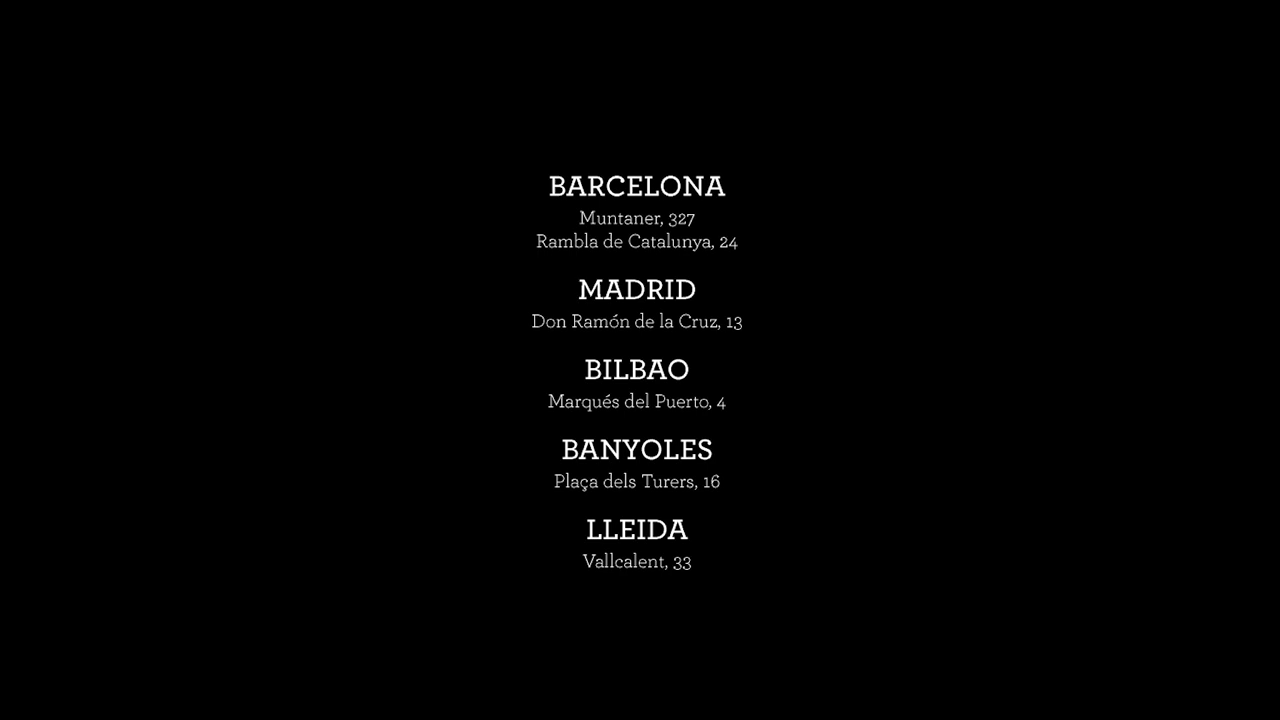 BARCELONA
Muntaner, 327
Rambla de Catalunya, 24
MADRID
Don Ramón de la Cruz, 13
BILBAO
Marqués del Puerto, 4
BANYOLES
Plaça dels Turers, 16
LLEIDA
Vallcalent, 33